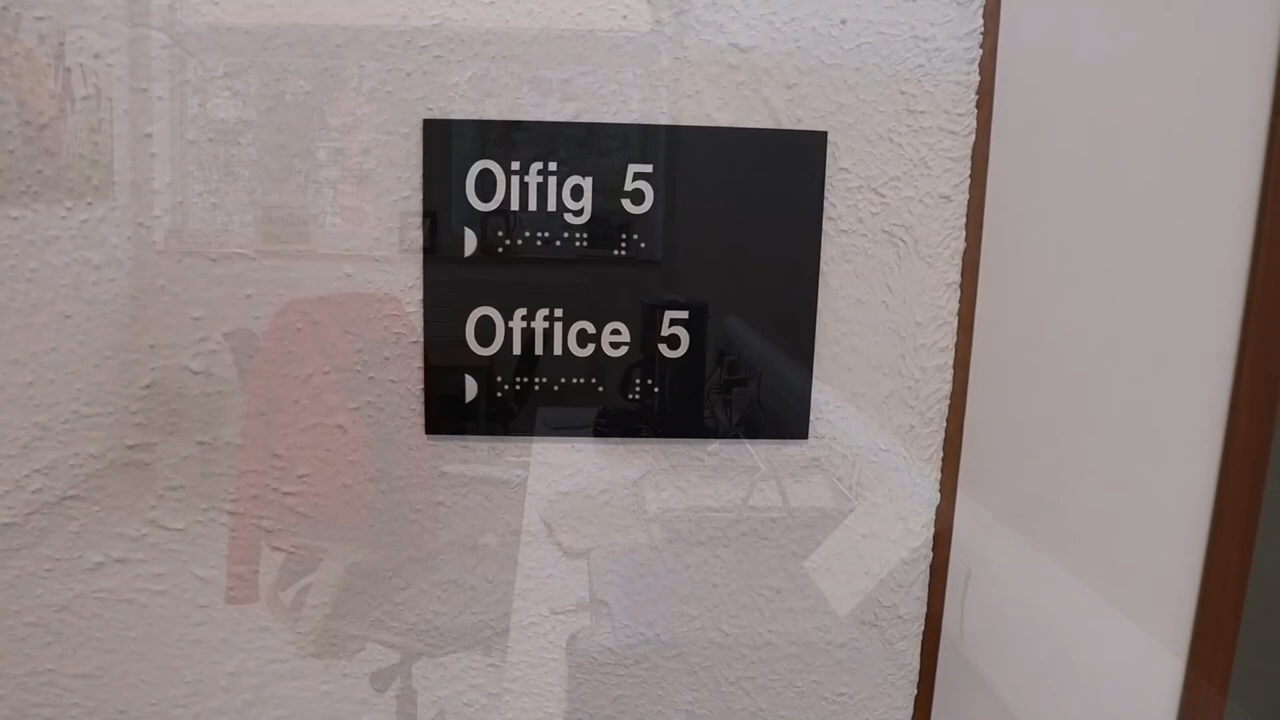 Oifig 5
⠕⠊⠋⠊⠛ ⠼⠑
Office 5
⠕⠋⠋⠊⠉⠑ ⠼⠑